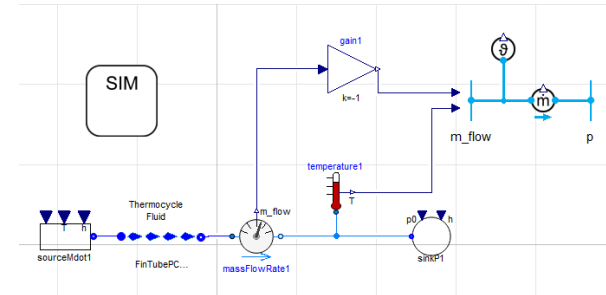 gain1
SIM
k=-1
ϑ
ṁ
m_flow
p
temperature1
T
Thermocycle
Fluid
m_flow
p0
h
T
h
sourceMdot1
FinTubePC...
massFlowRate1
sinkP1